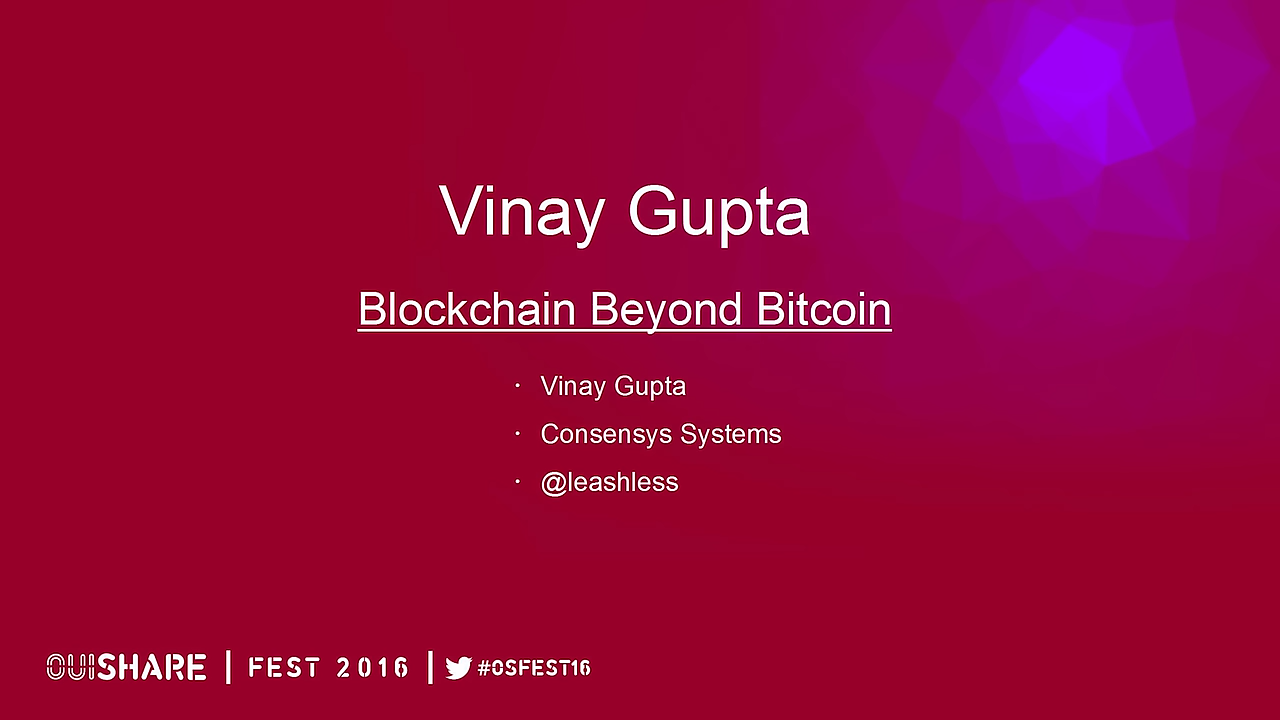 Vinay Gupta
Blockchain Beyond Bitcoin
· Vinay Gupta
· Consensys Systems
· @leashless
OUISHARE | FEST 2016 | #OSFEST16